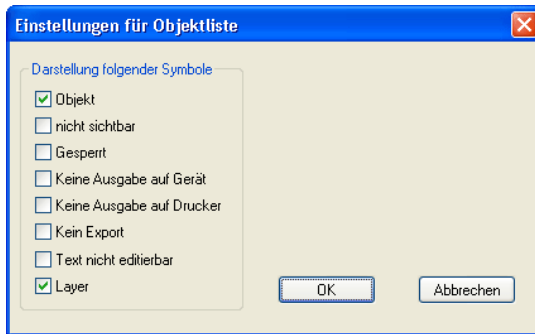 Einstellungen für Objektliste
Darstellung folgender Symbole
Objekt
nicht sichtbar
Gesperrt
Keine Ausgabe auf Gerät
Keine Ausgabe auf Drucker
Kein Export
Text nicht editierbar
Layer
OK
Abbrechen